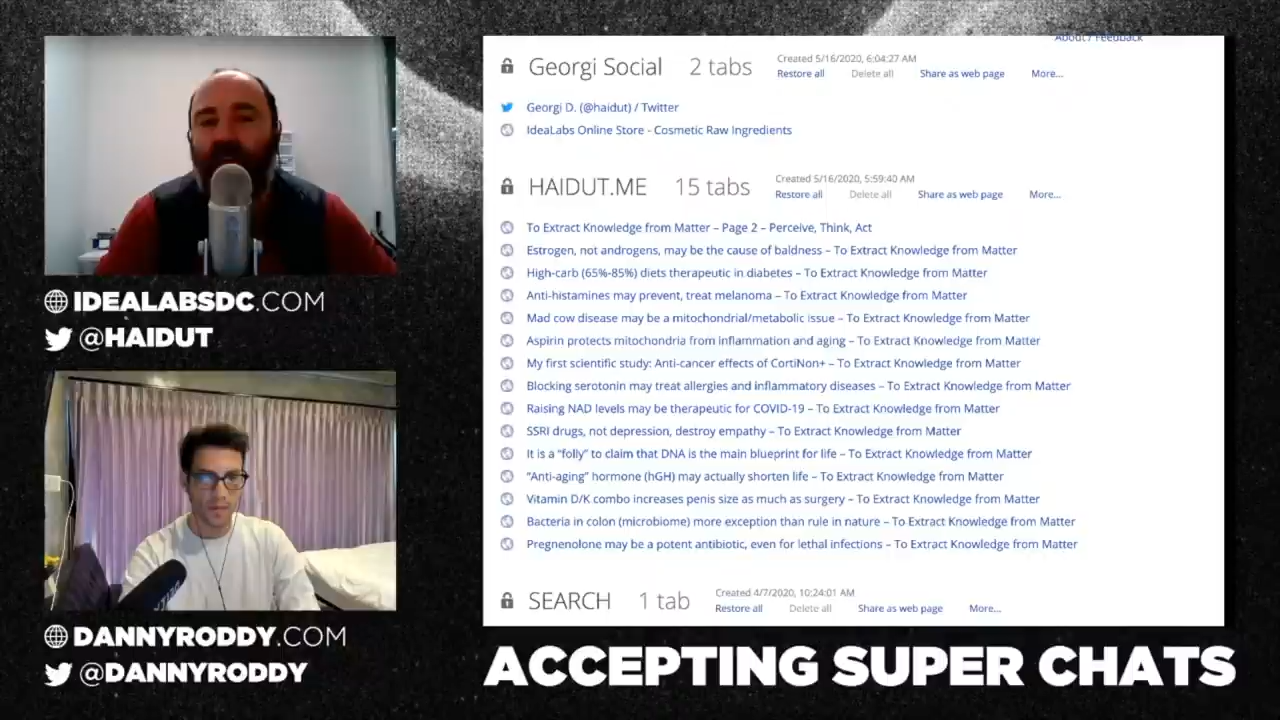 About / Feedback
Georgi Social 2 tabs
Created 5/16/2020, 6:04:27 AM
Restore all Delete all Share as web page More...
Georgi D. (@haidut) / Twitter
IdeaLabs Online Store - Cosmetic Raw Ingredients
HAIDUT.ME 15 tabs
Created 5/16/2020, 5:59:40 AM
Restore all Delete all Share as web page More...
To Extract Knowledge from Matter – Page 2 – Perceive, Think, Act
Estrogen, not androgens, may be the cause of baldness – To Extract Knowledge from Matter
High-carb (65%-85%) diets therapeutic in diabetes – To Extract Knowledge from Matter
Anti-histamines may prevent, treat melanoma – To Extract Knowledge from Matter
Mad cow disease may be a mitochondrial/metabolic issue – To Extract Knowledge from Matter
Aspirin protects mitochondria from inflammation and aging – To Extract Knowledge from Matter
My first scientific study: Anti-cancer effects of CortiNon+ – To Extract Knowledge from Matter
Blocking serotonin may treat allergies and inflammatory diseases – To Extract Knowledge from Matter
Raising NAD levels may be therapeutic for COVID-19 – To Extract Knowledge from Matter
SSRI drugs, not depression, destroy empathy – To Extract Knowledge from Matter
It is a “folly” to claim that DNA is the main blueprint for life – To Extract Knowledge from Matter
“Anti-aging” hormone (hGH) may actually shorten life – To Extract Knowledge from Matter
Vitamin D/K combo increases penis size as much as surgery – To Extract Knowledge from Matter
Bacteria in colon (microbiome) more exception than rule in nature – To Extract Knowledge from Matter
Pregnenolone may be a potent antibiotic, even for lethal infections – To Extract Knowledge from Matter
SEARCH 1 tab
Created 4/7/2020, 10:24:01 AM
Restore all Delete all Share as web page More...
IDEALABSDC.COM
@HAIDUT
DANNYRODDY.COM
@DANNYRODDY
ACCEPTING SUPER CHATS